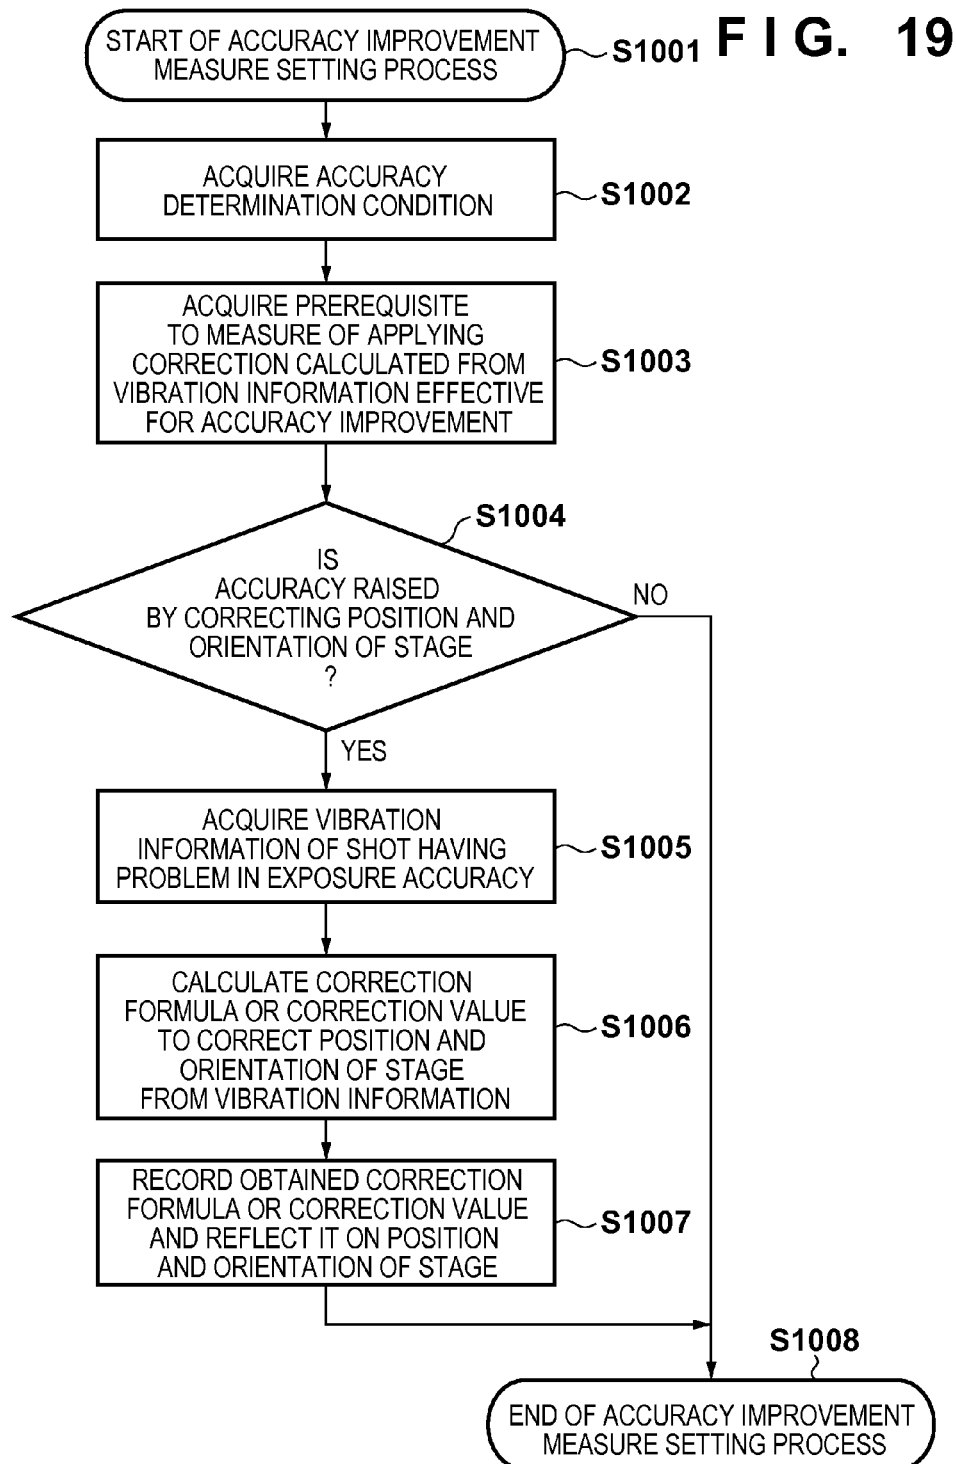 FIG. 19
START OF ACCURACY IMPROVEMENT
MEASURE SETTING PROCESS
S1001
ACQUIRE ACCURACY
DETERMINATION CONDITION
S1002
ACQUIRE PREREQUISITE
TO MEASURE OF APPLYING
CORRECTION CALCULATED FROM
VIBRATION INFORMATION EFFECTIVE
FOR ACCURACY IMPROVEMENT
S1003
S1004
IS
ACCURACY RAISED
BY CORRECTING POSITION AND
ORIENTATION OF STAGE
?
NO
YES
ACQUIRE VIBRATION
INFORMATION OF SHOT HAVING
PROBLEM IN EXPOSURE ACCURACY
S1005
CALCULATE CORRECTION
FORMULA OR CORRECTION VALUE
TO CORRECT POSITION AND
ORIENTATION OF STAGE
FROM VIBRATION INFORMATION
S1006
RECORD OBTAINED CORRECTION
FORMULA OR CORRECTION VALUE
AND REFLECT IT ON POSITION
AND ORIENTATION OF STAGE
S1007
S1008
END OF ACCURACY IMPROVEMENT
MEASURE SETTING PROCESS